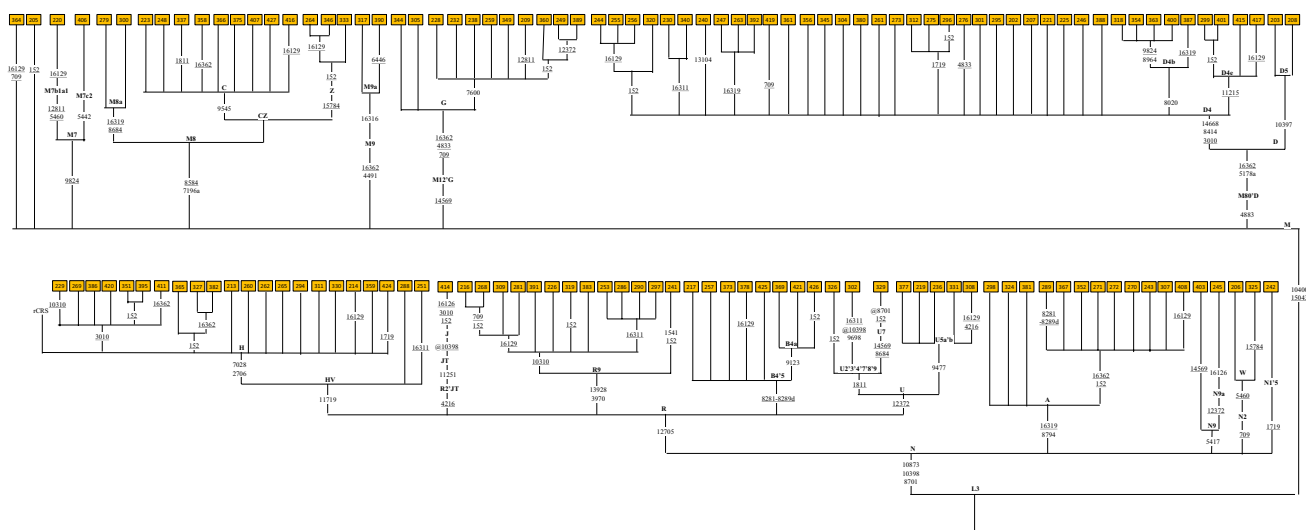 364 205 220 406 279 300 223 248 337 358 366 375 407 416 264 346 333 317 390 344 305 228 232 238 259 349 209 360 249 389 244 255 256 320 230 340 240 247 263 392 419 361 356 345 304 380 261 273 312 275 296 276 301 295 202 207 221 225 246 388 318 354 363 400 387 299 401 415 417 203 208
16129 152 16129 1811 16362 16129 16129 6446 12811 12372 16129 13104 709 152 4833 9824 16319 152 16129
709 8964
M7b1a1 M7c2 M8a C 152 M9a G 152 152 16311 16319 1719 D4b D4e D5
12811 5442 16319 9545 Z 16316 7600 8020 11215
5460 8684 15784
M7 M8 CZ M9 16362 D4 10397
4833 14668
709 8414
3010 D
9824 8584 16362 M12'G 16362
7196a 4491 14569 5178a
M80'D
4883
M
229 269 386 420 351 395 411 365 327 382 213 260 262 265 294 311 330 214 359 424 288 251 414 216 268 309 281 391 226 319 383 253 286 290 297 241 217 257 373 378 425 368 421 426 326 302 329 377 219 236 331 308 298 324 381 289 367 352 271 272 270 243 307 408 403 245 206 325 242
10310 152 16362 16362 16129 1719 16311 16126 709 16129 152 16311 1541 16129 152 152 16311 @8701 16129 8281 16129 14569 16126 15784
rCRS 3010 152 3010 152 152 @10398 152 4216 -8289d
152 9698
H J 10310 B4a U7 U5a'b 16362 N9a W N1'5
7028 @10398 R9 9123 14569 9477 152 12372 5460
2706 JT 8684
HV 11251 13928 B4'5 U2'3'4'7'8'9 U A N9 N2 1719
11719 R2'JT 3970 8281-8289d 1811 12372 16319 5417 709
4216 8794
R
12705
N
10873
10398
8701
L3